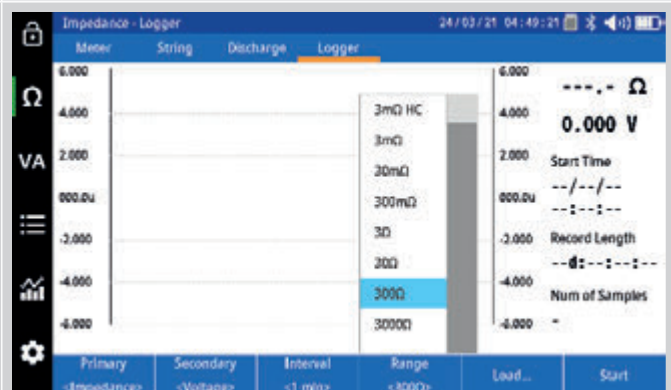 Impedance - Logger 24/03/21 04:49:21
Meter String Discharge Logger
6.000 6.000 ---.- Ω
3mΩ HC
4.000 4.000
0.000 V
3mΩ
2.000 2.000 Start Time
VA
30mΩ
--/--/--
300mΩ
000.0u 000.0u --:--:--
3Ω
-2.000 -2.000 Record Length
30Ω
--d:--:--:--
-4.000 -4.000
300Ω
Num of Samples
3000Ω
-6.000 -6.000 -
Ω
Primary Secondary Interval Range Load... Start
<Impedance> <Voltage> <1 min> <300Ω>